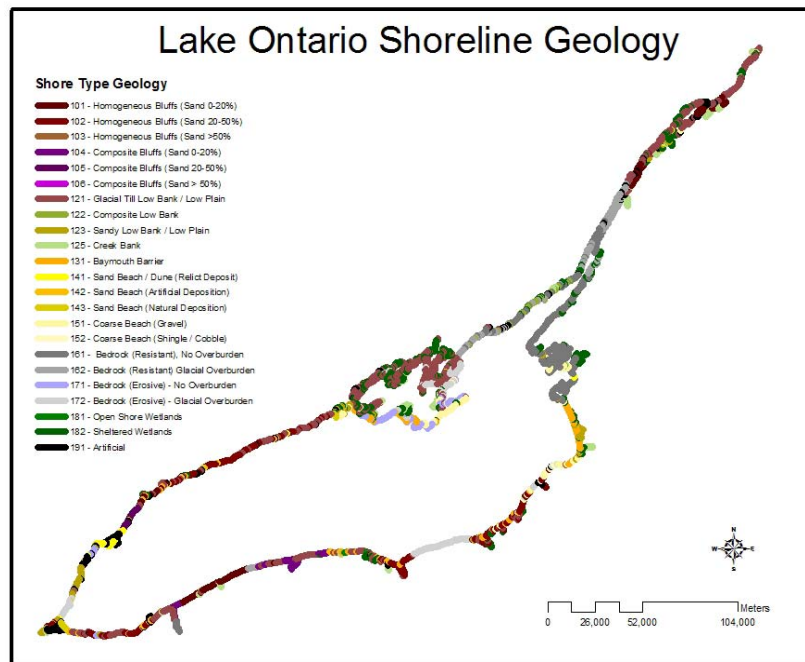 Lake Ontario Shoreline Geology
Shore Type Geology
101 - Homogeneous Bluffs (Sand 0-20%)
102 - Homogeneous Bluffs (Sand 20-50%)
103 - Homogeneous Bluffs (Sand >50%
104 - Composite Bluffs (Sand 0-20%)
105 - Composite Bluffs (Sand 20-50%)
106 - Composite Bluffs (Sand > 50%)
121 - Glacial Till Low Bank / Low Plain
122 - Composite Low Bank
123 - Sandy Low Bank / Low Plain
125 - Creek Bank
131 - Baymouth Barrier
141 - Sand Beach / Dune (Relict Deposit)
142 - Sand Beach (Artificial Deposition)
143 - Sand Beach (Natural Deposition)
151 - Coarse Beach (Gravel)
152 - Coarse Beach (Shingle / Cobble)
161 - Bedrock (Resistant), No Overburden
162 - Bedrock (Resistant) Glacial Overburden
171 - Bedrock (Erosive) - No Overburden
172 - Bedrock (Erosive) - Glacial Overburden
181 - Open Shore Wetlands
182 - Sheltered Wetlands
191 - Artificial
N
W E
S
Meters
0 26,000 52,000 104,000